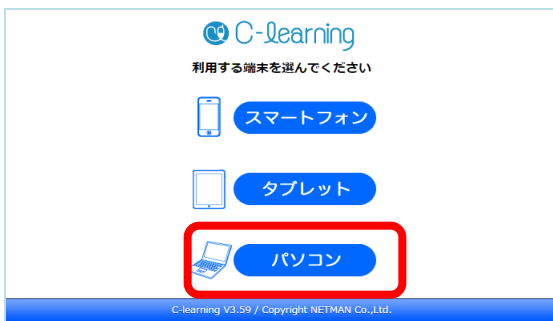 C-learning
利用する端末を選んでください
スマートフォン
タブレット
パソコン
C-learning V3.59 / Copyright NETMAN Co.,Ltd.